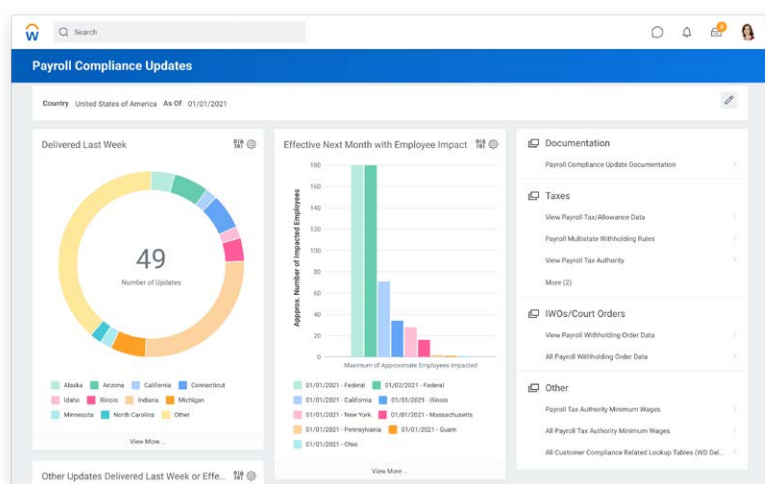 w
Search
Payroll Compliance Updates
Country United States of America As Of 01/01/2021
Delivered Last Week
49
Number of Updates
Alaska Arizona California Connecticut
Idaho Illinois Indiana Michigan
Minnesota North Carolina Other
View More ...
Other Updates Delivered Last Week or Effe...
Effective Next Month with Employee Impact
Appprox. Number of Impacted Employees
180
160
140
120
100
80
60
40
20
0
Maximum of Approximate Employees Impacted
01/01/2021 - Federal 01/02/2021 - Federal
01/01/2021 - California 01/01/2021 - Illinois
01/01/2021 - New York 01/01/2021 - Massachusetts
01/01/2021 - Pennsylvania 01/01/2021 - Guam
01/01/2021 - Ohio
View More ...
Documentation
Payroll Compliance Update Documentation
Taxes
View Payroll Tax/Allowance Data
Payroll Multistate Withholding Rules
View Payroll Tax Authority
More (2)
IWOs/Court Orders
View Payroll Withholding Order Data
All Payroll Withholding Order Data
Other
Payroll Tax Authority Minimum Wages
All Payroll Tax Authority Minimum Wages
All Customer Compliance Related Lookup Tables (WD Del...